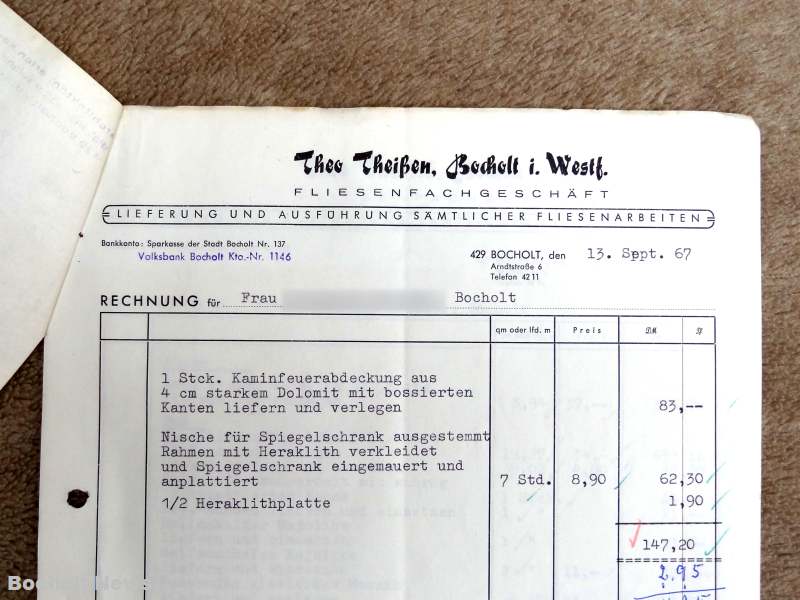 Theo Theißen, Bocholt i. Westf.
FLIESENFACHGESCHÄFT
LIEFERUNG UND AUSFÜHRUNG SÄMTLICHER FLIESENARBEITEN
Bankkonto: Sparkasse der Stadt Bocholt Nr. 137
Volksbank Bocholt Kto.-Nr. 1146
429 BOCHOLT, den 13. Sept. 67
Arndtstraße 6
Telefon 42 11
RECHNUNG für Frau Bocholt
qm oder lfd. m Preis DM Pf
1 Stck. Kaminfeuerabdeckung aus
4 cm starkem Dolomit mit bossierten
Kanten liefern und verlegen 83,--
Nische für Spiegelschrank ausgestemmt
Rahmen mit Heraklith verkleidet
und Spiegelschrank eingemauert und
anplattiert 7 Std. 8,90 62,30
1/2 Heraklithplatte 1,90
147,20
2,95